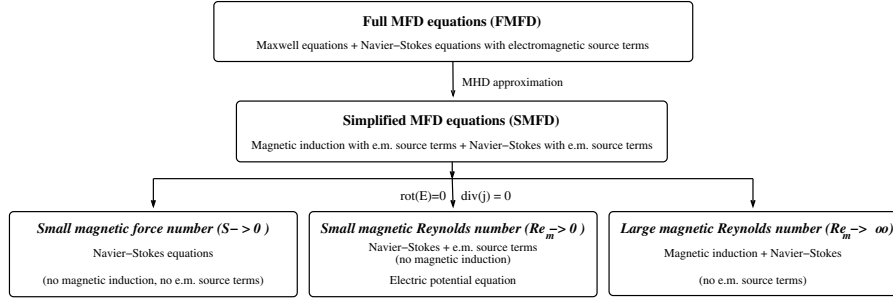 Full MFD equations (FMFD)
Maxwell equations + Navier−Stokes equations with electromagnetic source terms
MHD approximation
Simplified MFD equations (SMFD)
Magnetic induction with e.m. source terms + Navier−Stokes with e.m. source terms
rot(E)=0 div(j) = 0
Small magnetic force number (S− > 0 )
Navier−Stokes equations
(no magnetic induction, no e.m. source terms)
Small magnetic Reynolds number (Re_m −> 0 )
Navier−Stokes + e.m. source terms
(no magnetic induction)
Electric potential equation
Large magnetic Reynolds number (Re_m −> oo)
Magnetic induction + Navier−Stokes
(no e.m. source terms)